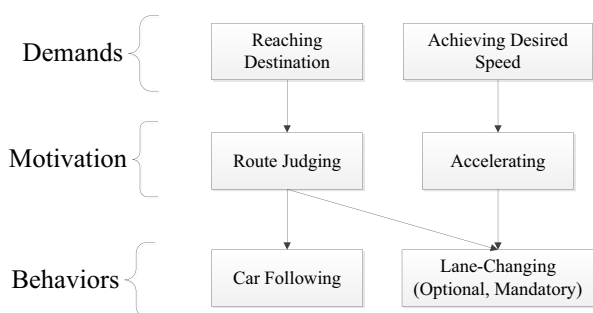 Demands
Reaching
Destination
Achieving Desired
Speed
Motivation
Route Judging
Accelerating
Behaviors
Car Following
Lane-Changing
(Optional, Mandatory)